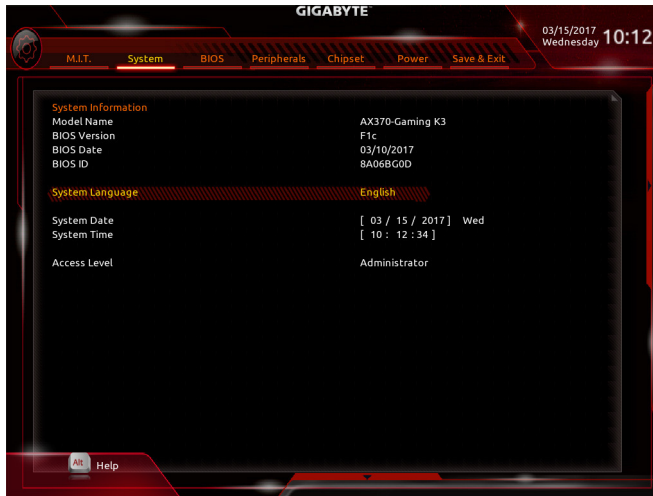 GIGABYTE™
03/15/2017
Wednesday 10:12
M.I.T. System BIOS Peripherals Chipset Power Save & Exit
System Information
Model Name AX370-Gaming K3
BIOS Version F1c
BIOS Date 03/10/2017
BIOS ID 8A06BG0D
System Language English
System Date [ 03 / 15 / 2017 ] Wed
System Time [ 10 : 12 : 34 ]
Access Level Administrator
Alt Help